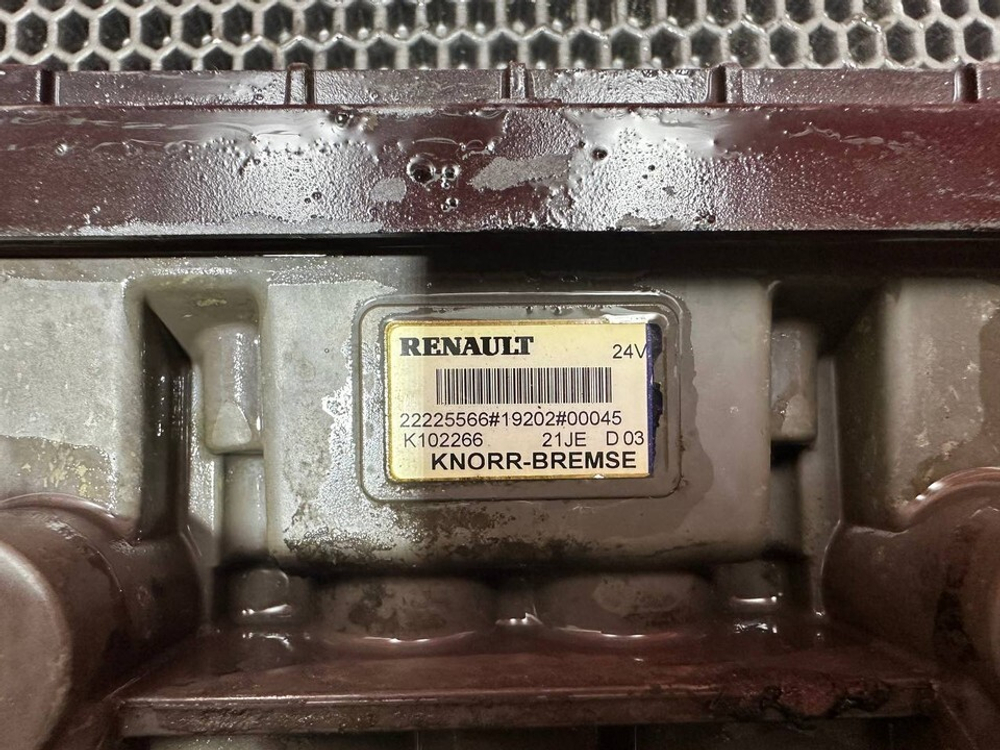 RENAULT 24V
22225566#19202#00045
K102266 21JE D 03
KNORR-BREMSE